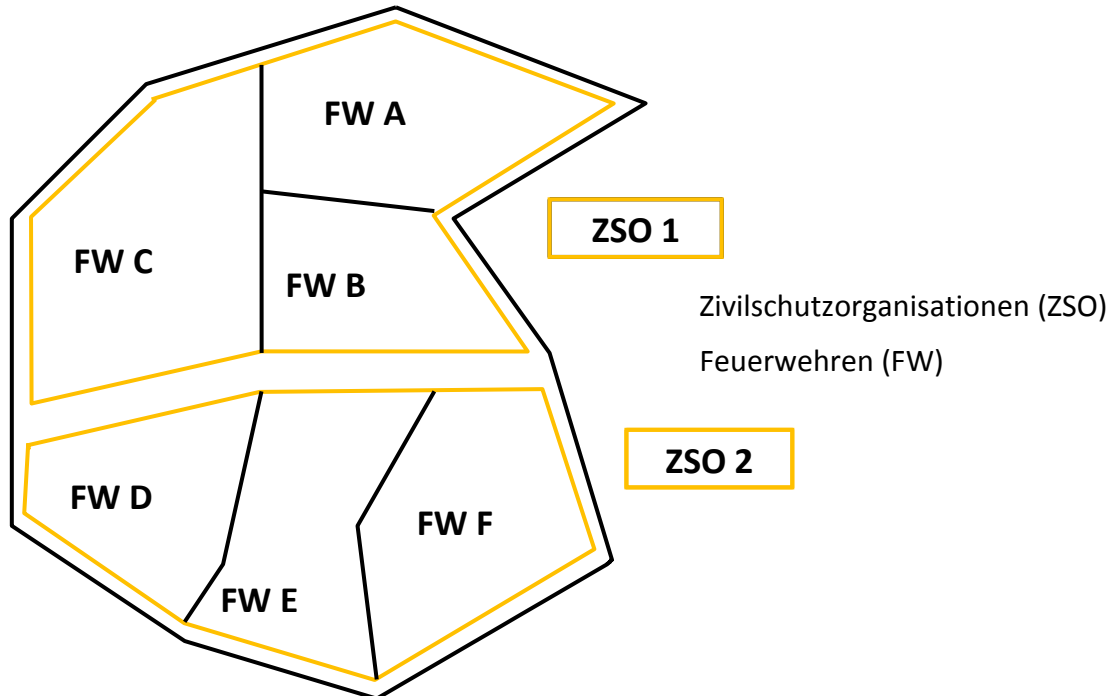 FW A
ZSO 1
FW C
FW B
Zivilschutzorganisationen (ZSO)
Feuerwehren (FW)
ZSO 2
FW D
FW F
FW E